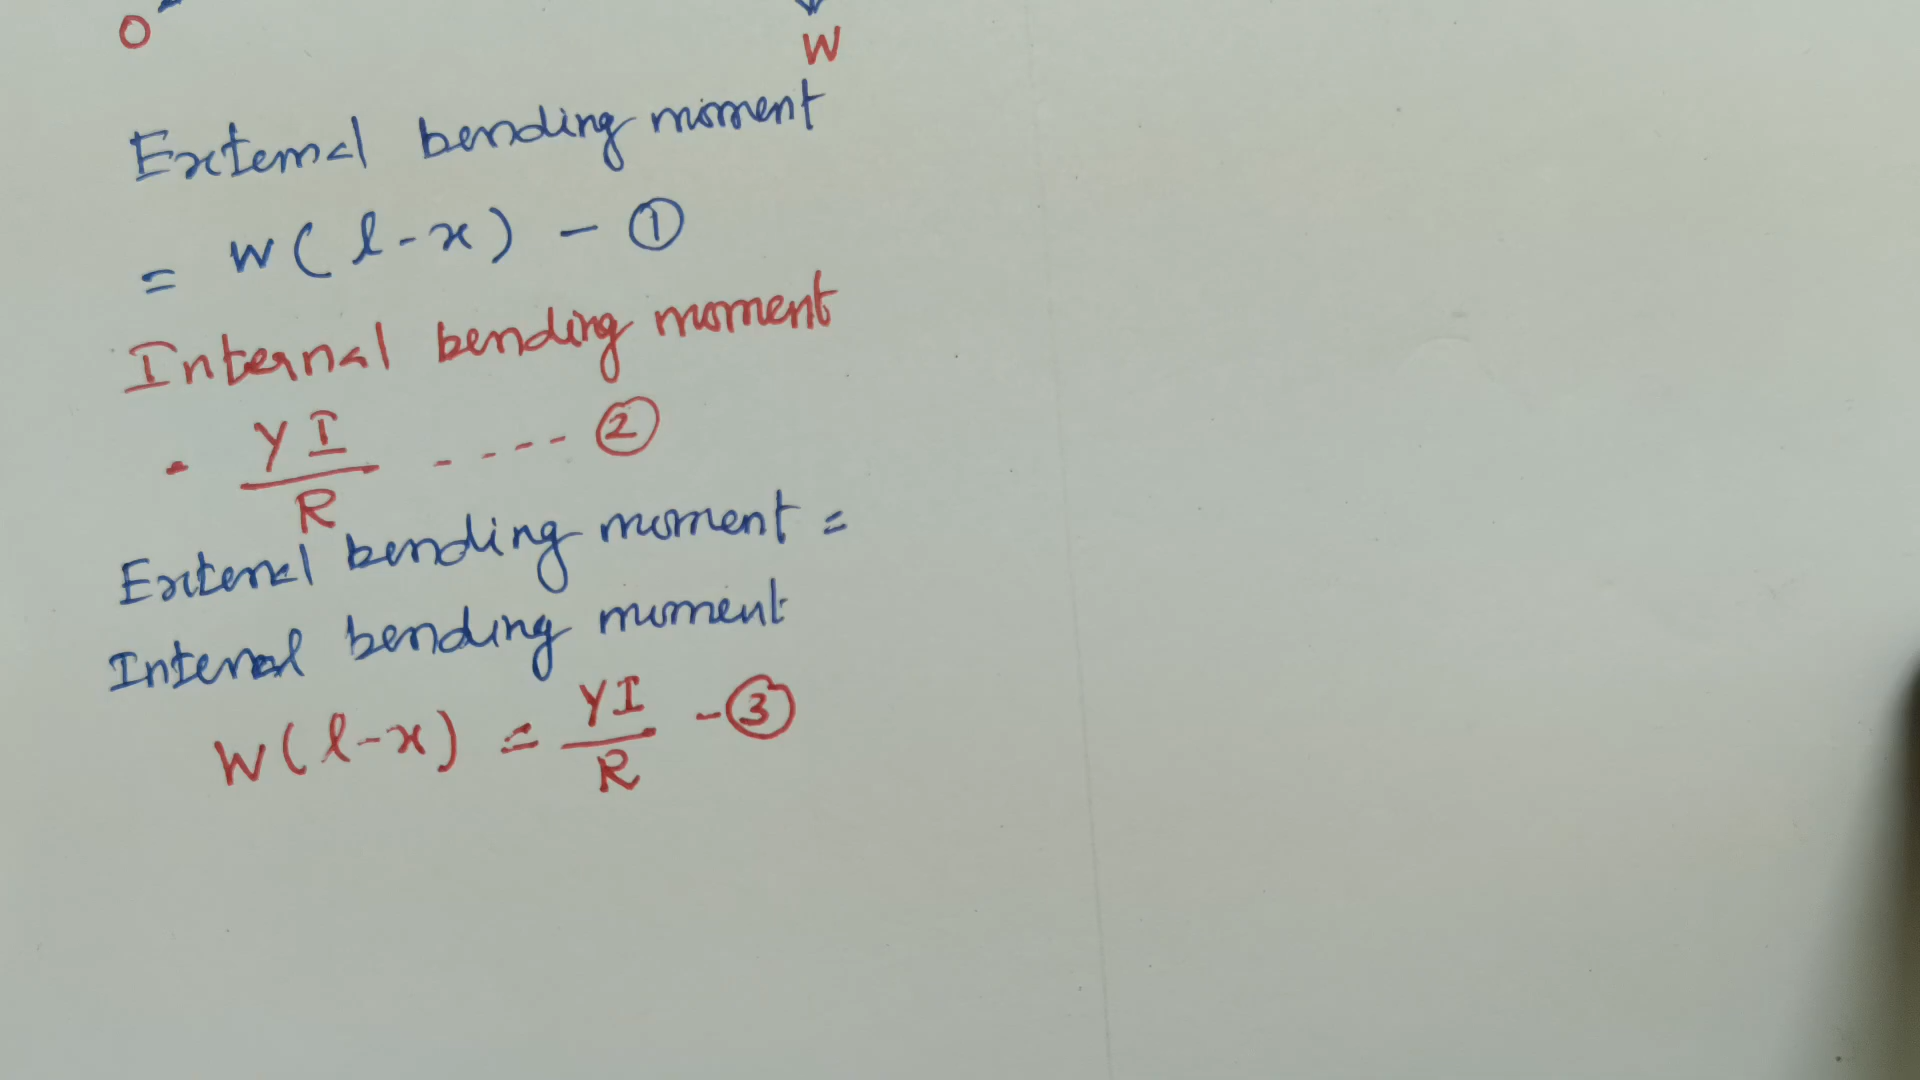 O W
External bending moment
= W(l-x) - ①
Internal bending moment
- YI/R ---- ②
External bending moment =
Internal bending moment
W(l-x) = YI/R - ③